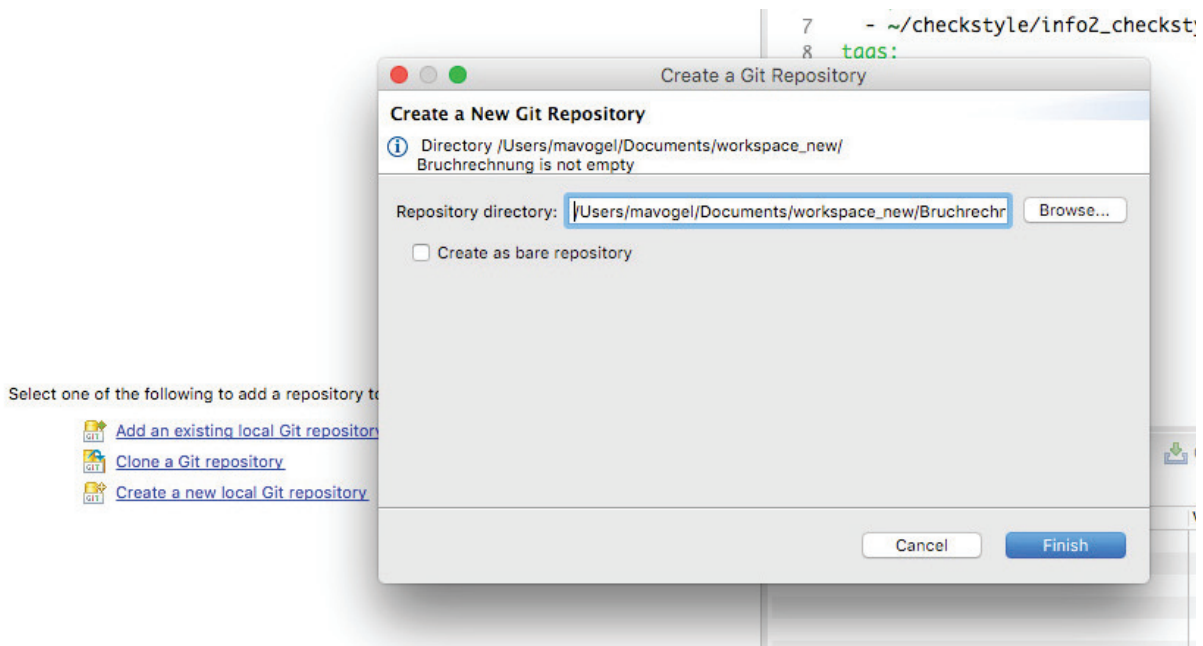 7 - ~/checkstyle/info2_checksty
8 tags:
Create a Git Repository
Create a New Git Repository
Directory /Users/mavogel/Documents/workspace_new/
Bruchrechnung is not empty
Repository directory: /Users/mavogel/Documents/workspace_new/Bruchrechn Browse...
Create as bare repository
Select one of the following to add a repository to
GIT Add an existing local Git repository
GIT Clone a Git repository
GIT Create a new local Git repository
Cancel Finish